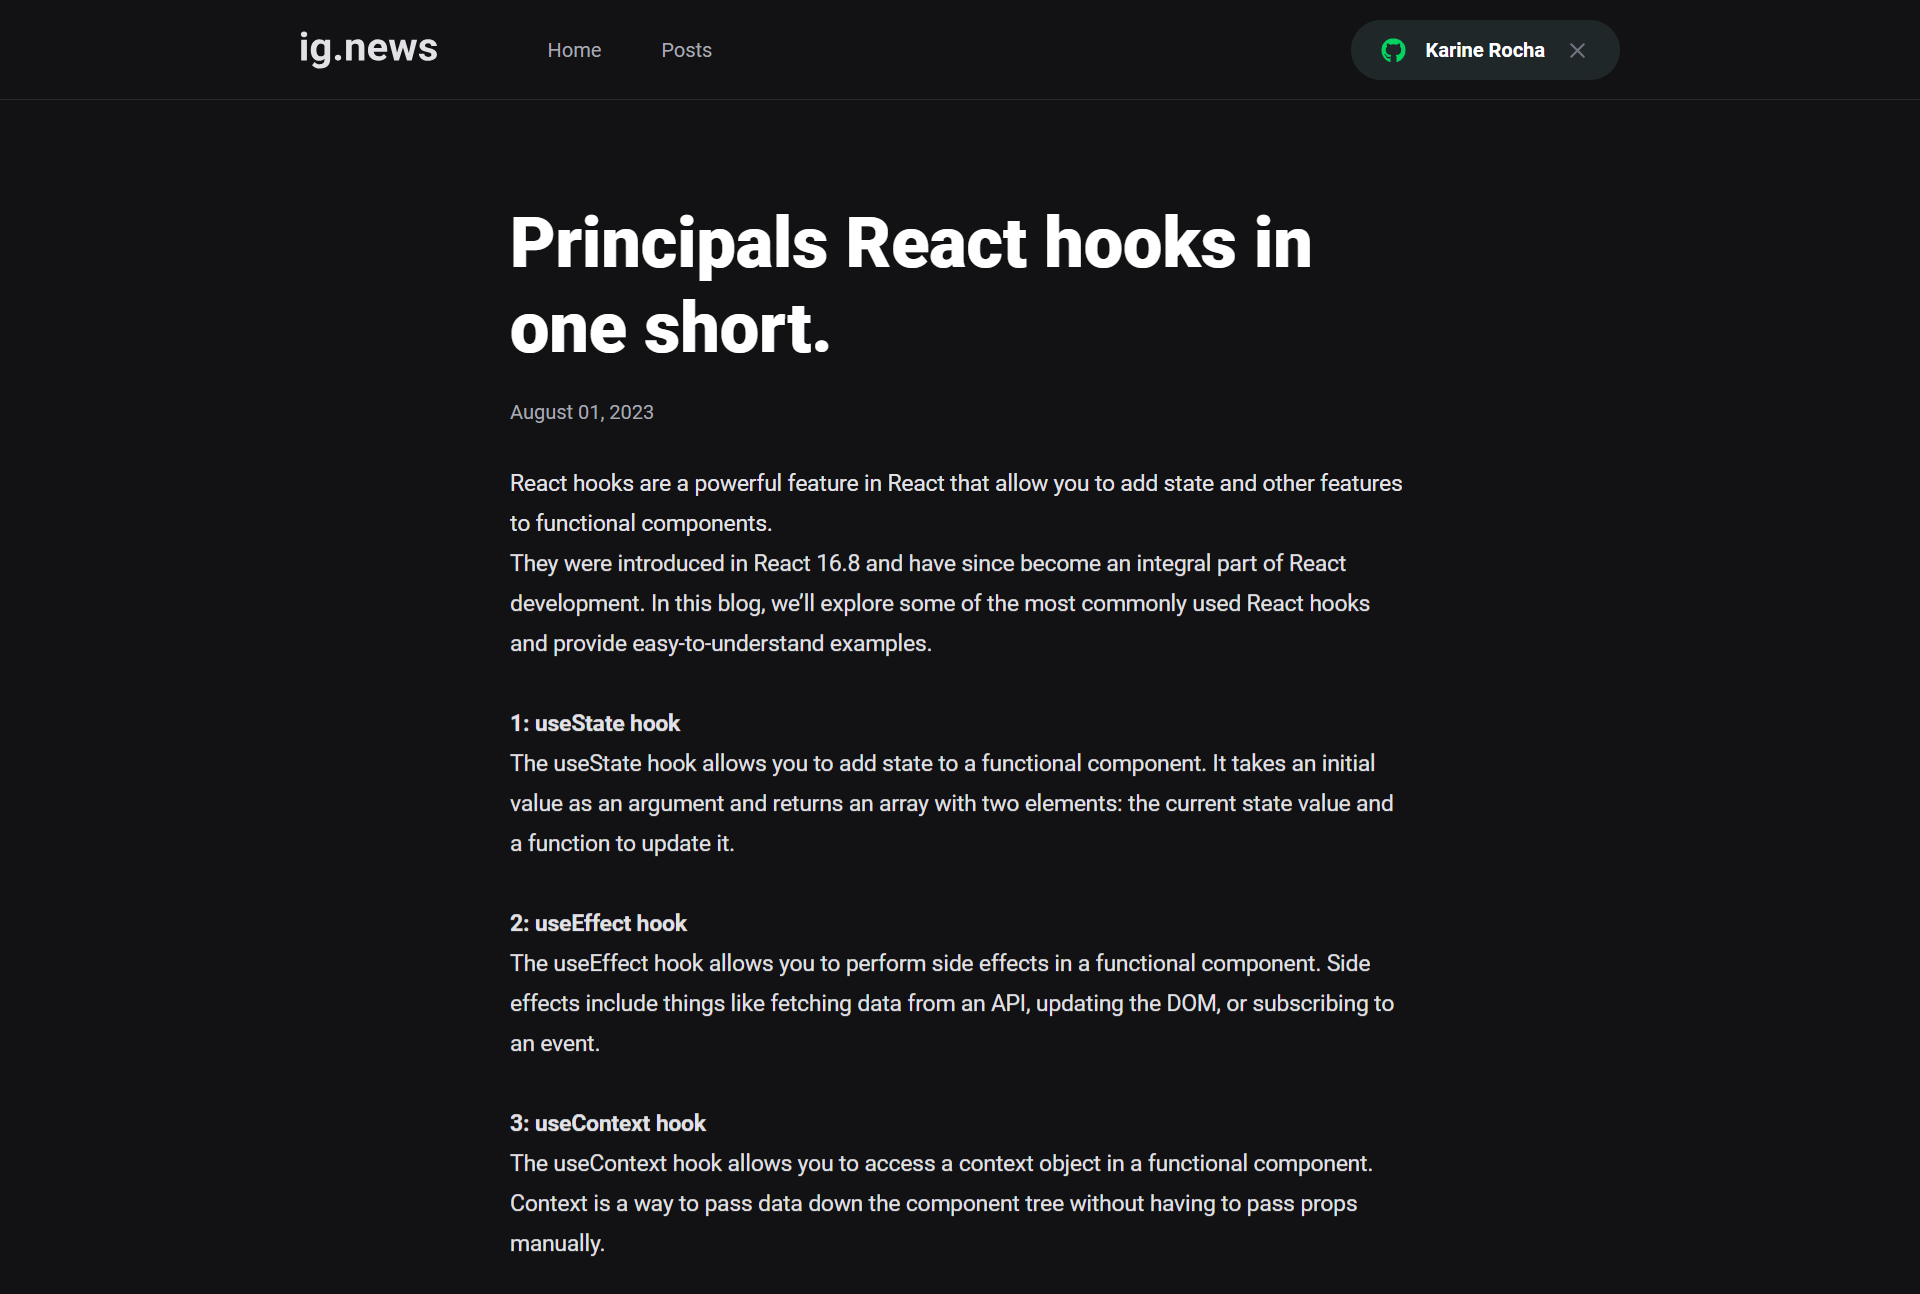 ig.news
Home
Posts
Karine Rocha
Principals React hooks in
one short.
August 01, 2023
React hooks are a powerful feature in React that allow you to add state and other features
to functional components.
They were introduced in React 16.8 and have since become an integral part of React
development. In this blog, we’ll explore some of the most commonly used React hooks
and provide easy-to-understand examples.
1: useState hook
The useState hook allows you to add state to a functional component. It takes an initial
value as an argument and returns an array with two elements: the current state value and
a function to update it.
2: useEffect hook
The useEffect hook allows you to perform side effects in a functional component. Side
effects include things like fetching data from an API, updating the DOM, or subscribing to
an event.
3: useContext hook
The useContext hook allows you to access a context object in a functional component.
Context is a way to pass data down the component tree without having to pass props
manually.